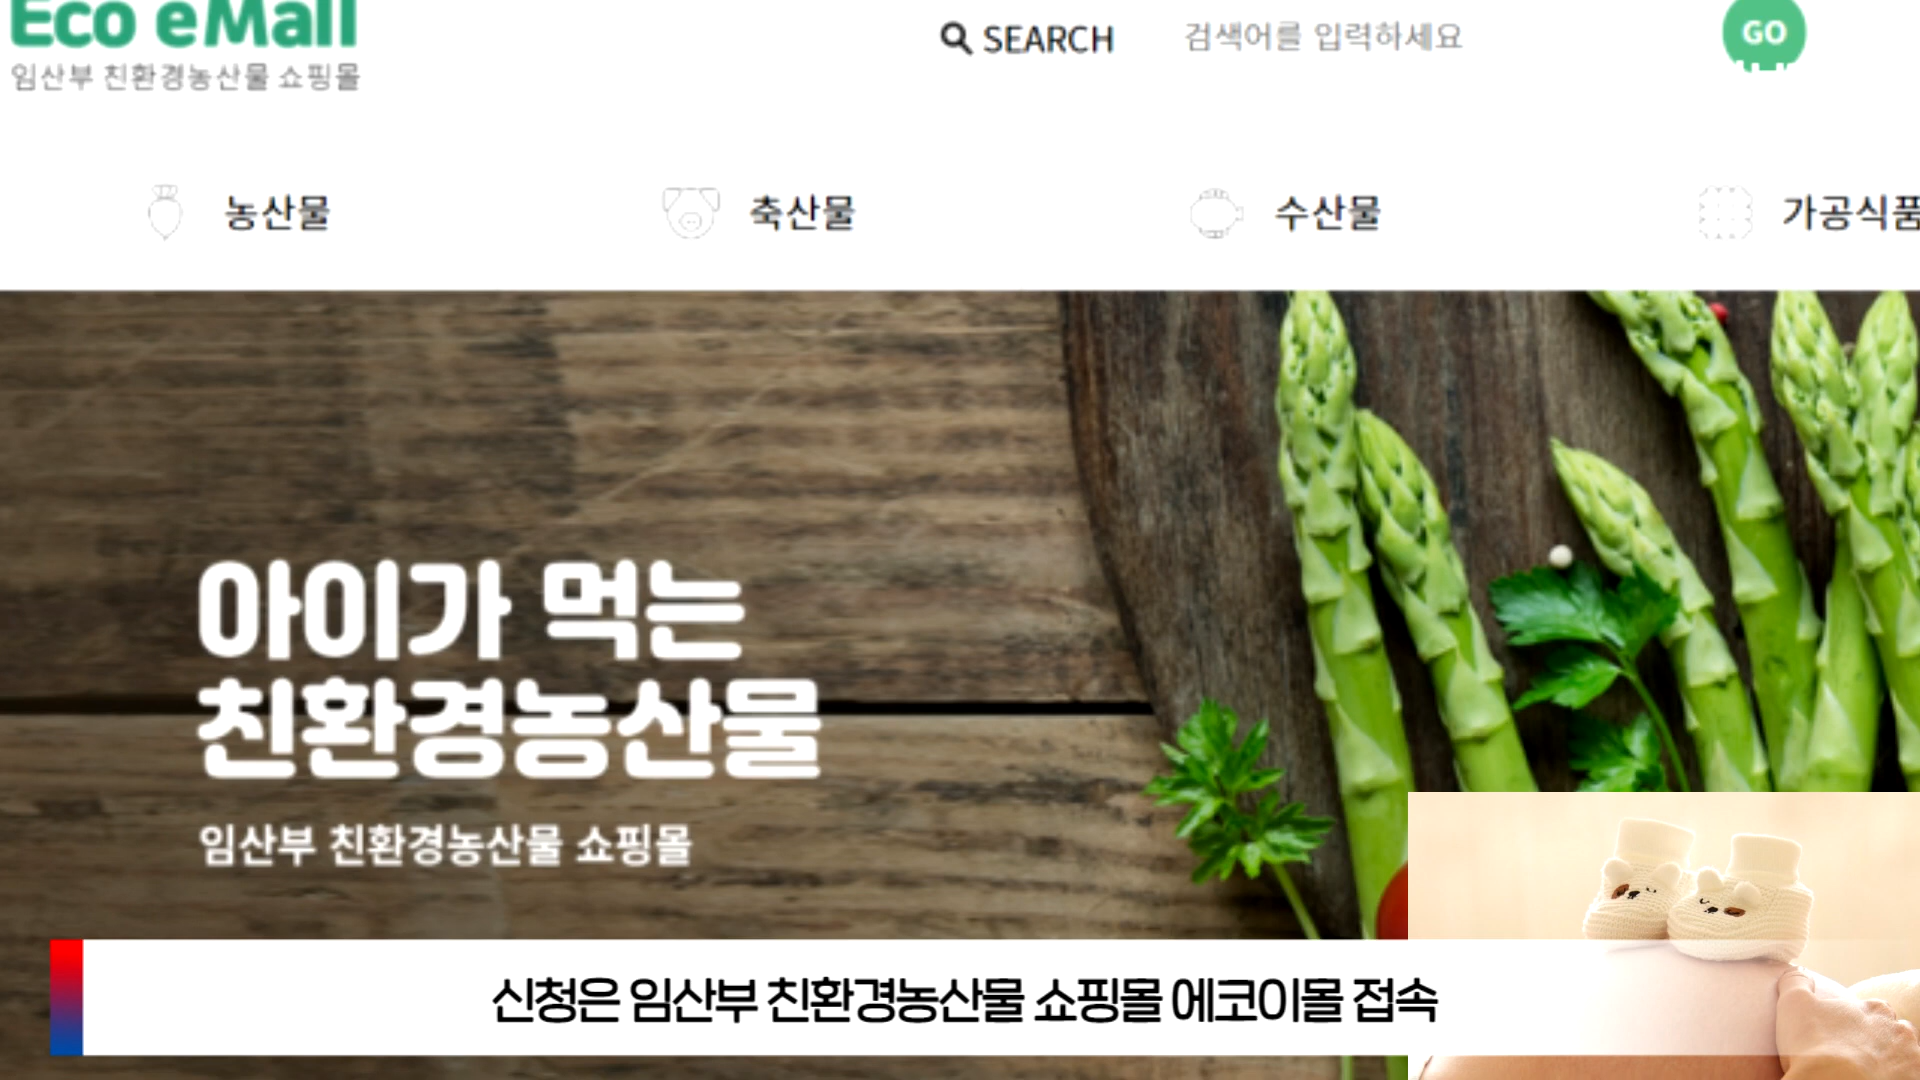 Eco eMall
임산부 친환경농산물 쇼핑몰
SEARCH 검색어를 입력하세요 GO
농산물 축산물 수산물 가공식품
아이가 먹는
친환경농산물
임산부 친환경농산물 쇼핑몰
신청은 임산부 친환경농산물 쇼핑몰 에코이몰 접속